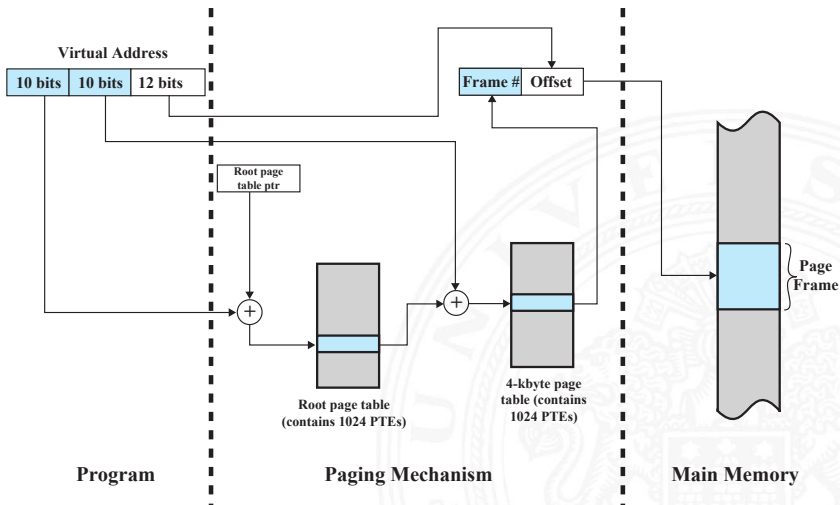 Virtual Address
10 bits 10 bits 12 bits
Frame # Offset
Root page
table ptr
+
+
Page
Frame
Root page table
(contains 1024 PTEs)
4-kbyte page
table (contains
1024 PTEs)
Program
Paging Mechanism
Main Memory